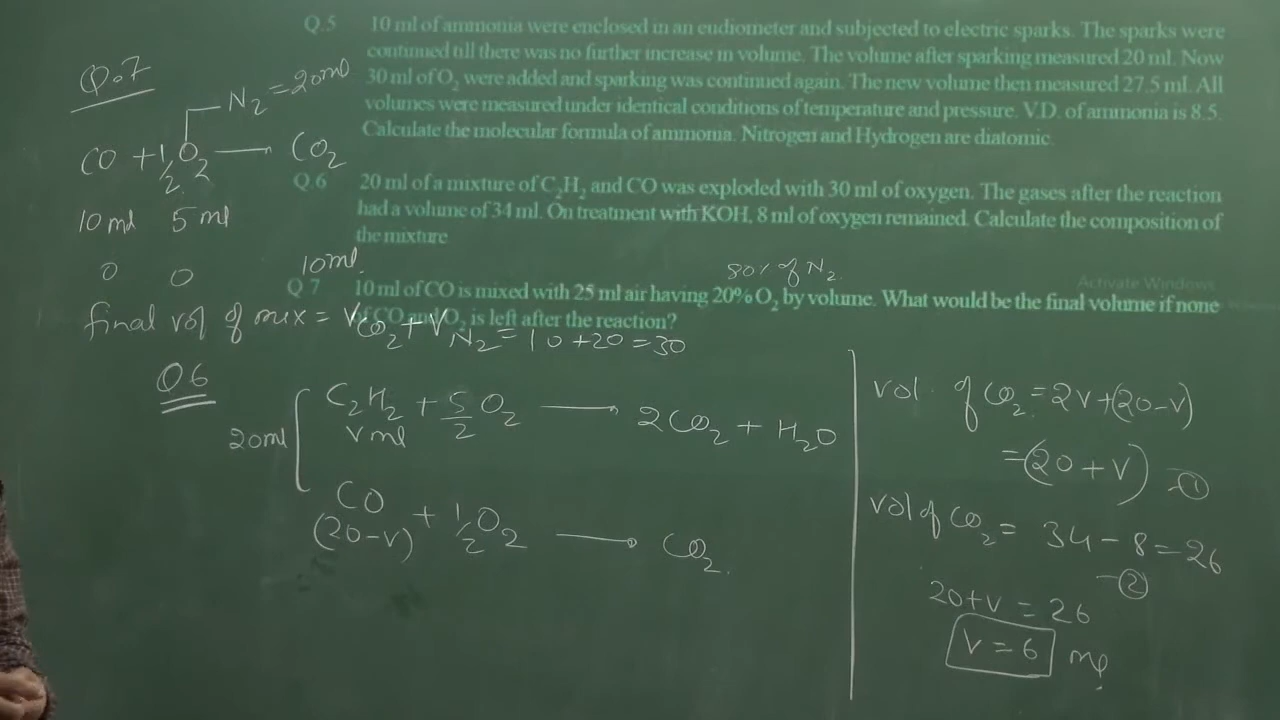 Q.5 10 ml of ammonia were enclosed in an eudiometer and subjected to electric sparks. The sparks were
continued till there was no further increase in volume. The volume after sparking measured 20 ml. Now
30 ml of O₂ were added and sparking was continued again. The new volume then measured 27.5 ml. All
volumes were measured under identical conditions of temperature and pressure. V.D. of ammonia is 8.5.
Calculate the molecular formula of ammonia. Nitrogen and Hydrogen are diatomic.
Q.6 20 ml of a mixture of C₂H₂ and CO was exploded with 30 ml of oxygen. The gases after the reaction
had a volume of 34 ml. On treatment with KOH, 8 ml of oxygen remained. Calculate the composition of
the mixture
80% of N₂
Activate Windows
Q 7 10 ml of CO is mixed with 25 ml air having 20% O₂ by volume. What would be the final volume if none
of CO and O₂ is left after the reaction?
Q.7
N₂ = 20ml
CO + ½ O₂ → CO₂
10 ml 5 ml
0 0 10ml
final vol of mix = V CO₂ + V N₂ = 10 + 20 = 30
Q6
20ml
C₂H₂ + 5/2 O₂ → 2CO₂ + H₂O
V ml
CO + ½ O₂ → CO₂
(20-V)
vol. of CO₂ = 2V+(20-V)
=(20+V) -①
vol of CO₂ = 34 - 8 = 26
-②
20+V = 26
V = 6 ml